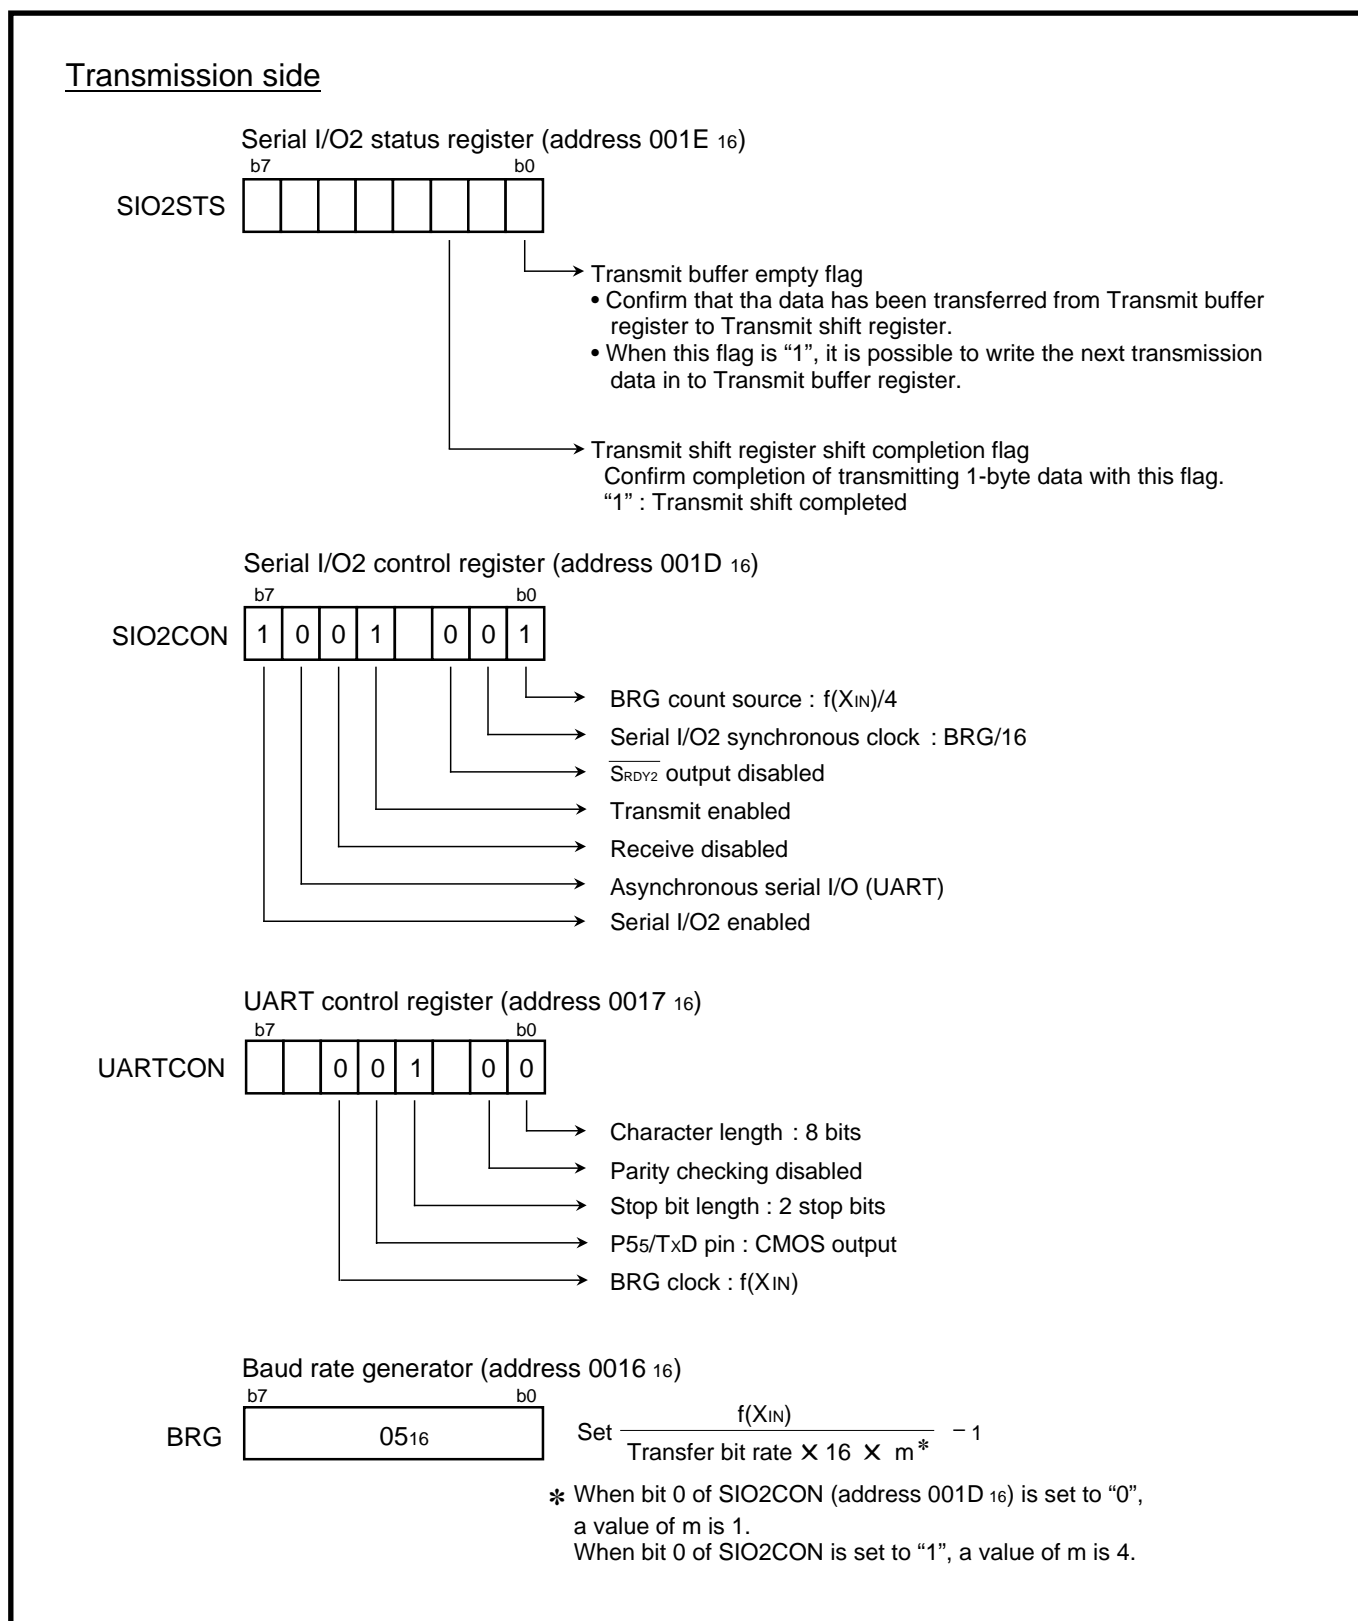 Transmission side
Serial I/O2 status register (address 001E 16)
b7 b0
SIO2STS
Transmit buffer empty flag
• Confirm that tha data has been transferred from Transmit buffer
register to Transmit shift register.
• When this flag is “1”, it is possible to write the next transmission
data in to Transmit buffer register.
Transmit shift register shift completion flag
Confirm completion of transmitting 1-byte data with this flag.
“1” : Transmit shift completed
Serial I/O2 control register (address 001D 16)
b7 b0
SIO2CON 1 0 0 1 0 0 1
BRG count source : f(XIN)/4
Serial I/O2 synchronous clock : BRG/16
SRDY2 output disabled
Transmit enabled
Receive disabled
Asynchronous serial I/O (UART)
Serial I/O2 enabled
UART control register (address 0017 16)
b7 b0
UARTCON 0 0 1 0 0
Character length : 8 bits
Parity checking disabled
Stop bit length : 2 stop bits
P55/TXD pin : CMOS output
BRG clock : f(XIN)
Baud rate generator (address 0016 16)
b7 b0
BRG 0516
f(XIN)
Set – 1
Transfer bit rate ✕ 16 ✕ m*
* When bit 0 of SIO2CON (address 001D 16) is set to “0”,
a value of m is 1.
When bit 0 of SIO2CON is set to “1”, a value of m is 4.